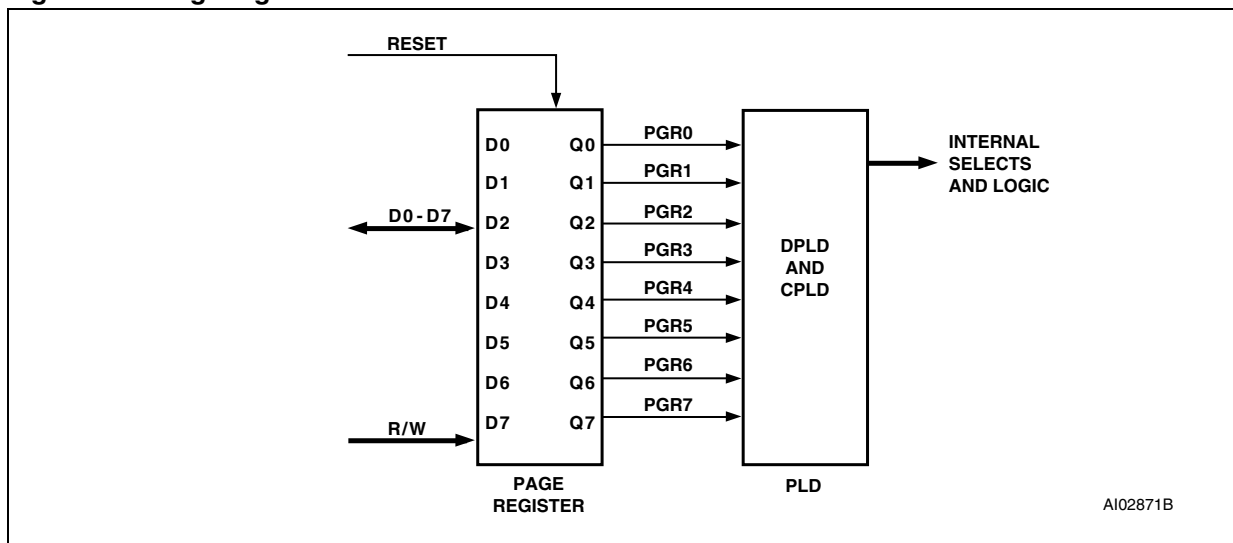 RESET
D0 Q0
D1 Q1
D2 Q2
D3 Q3
D4 Q4
D5 Q5
D6 Q6
D7 Q7
D0-D7
R/W
PAGE
REGISTER
PGR0
PGR1
PGR2
PGR3
PGR4
PGR5
PGR6
PGR7
DPLD
AND
CPLD
PLD
INTERNAL
SELECTS
AND LOGIC
AI02871B